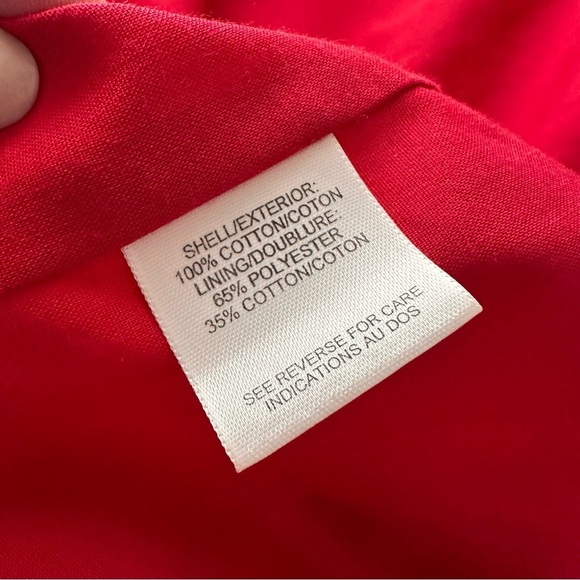 SHELL/EXTERIOR:
100% COTTON/COTON
LINING/DOUBLURE:
65% POLYESTER
35% COTTON/COTON
SEE REVERSE FOR CARE
INDICATIONS AU DOS